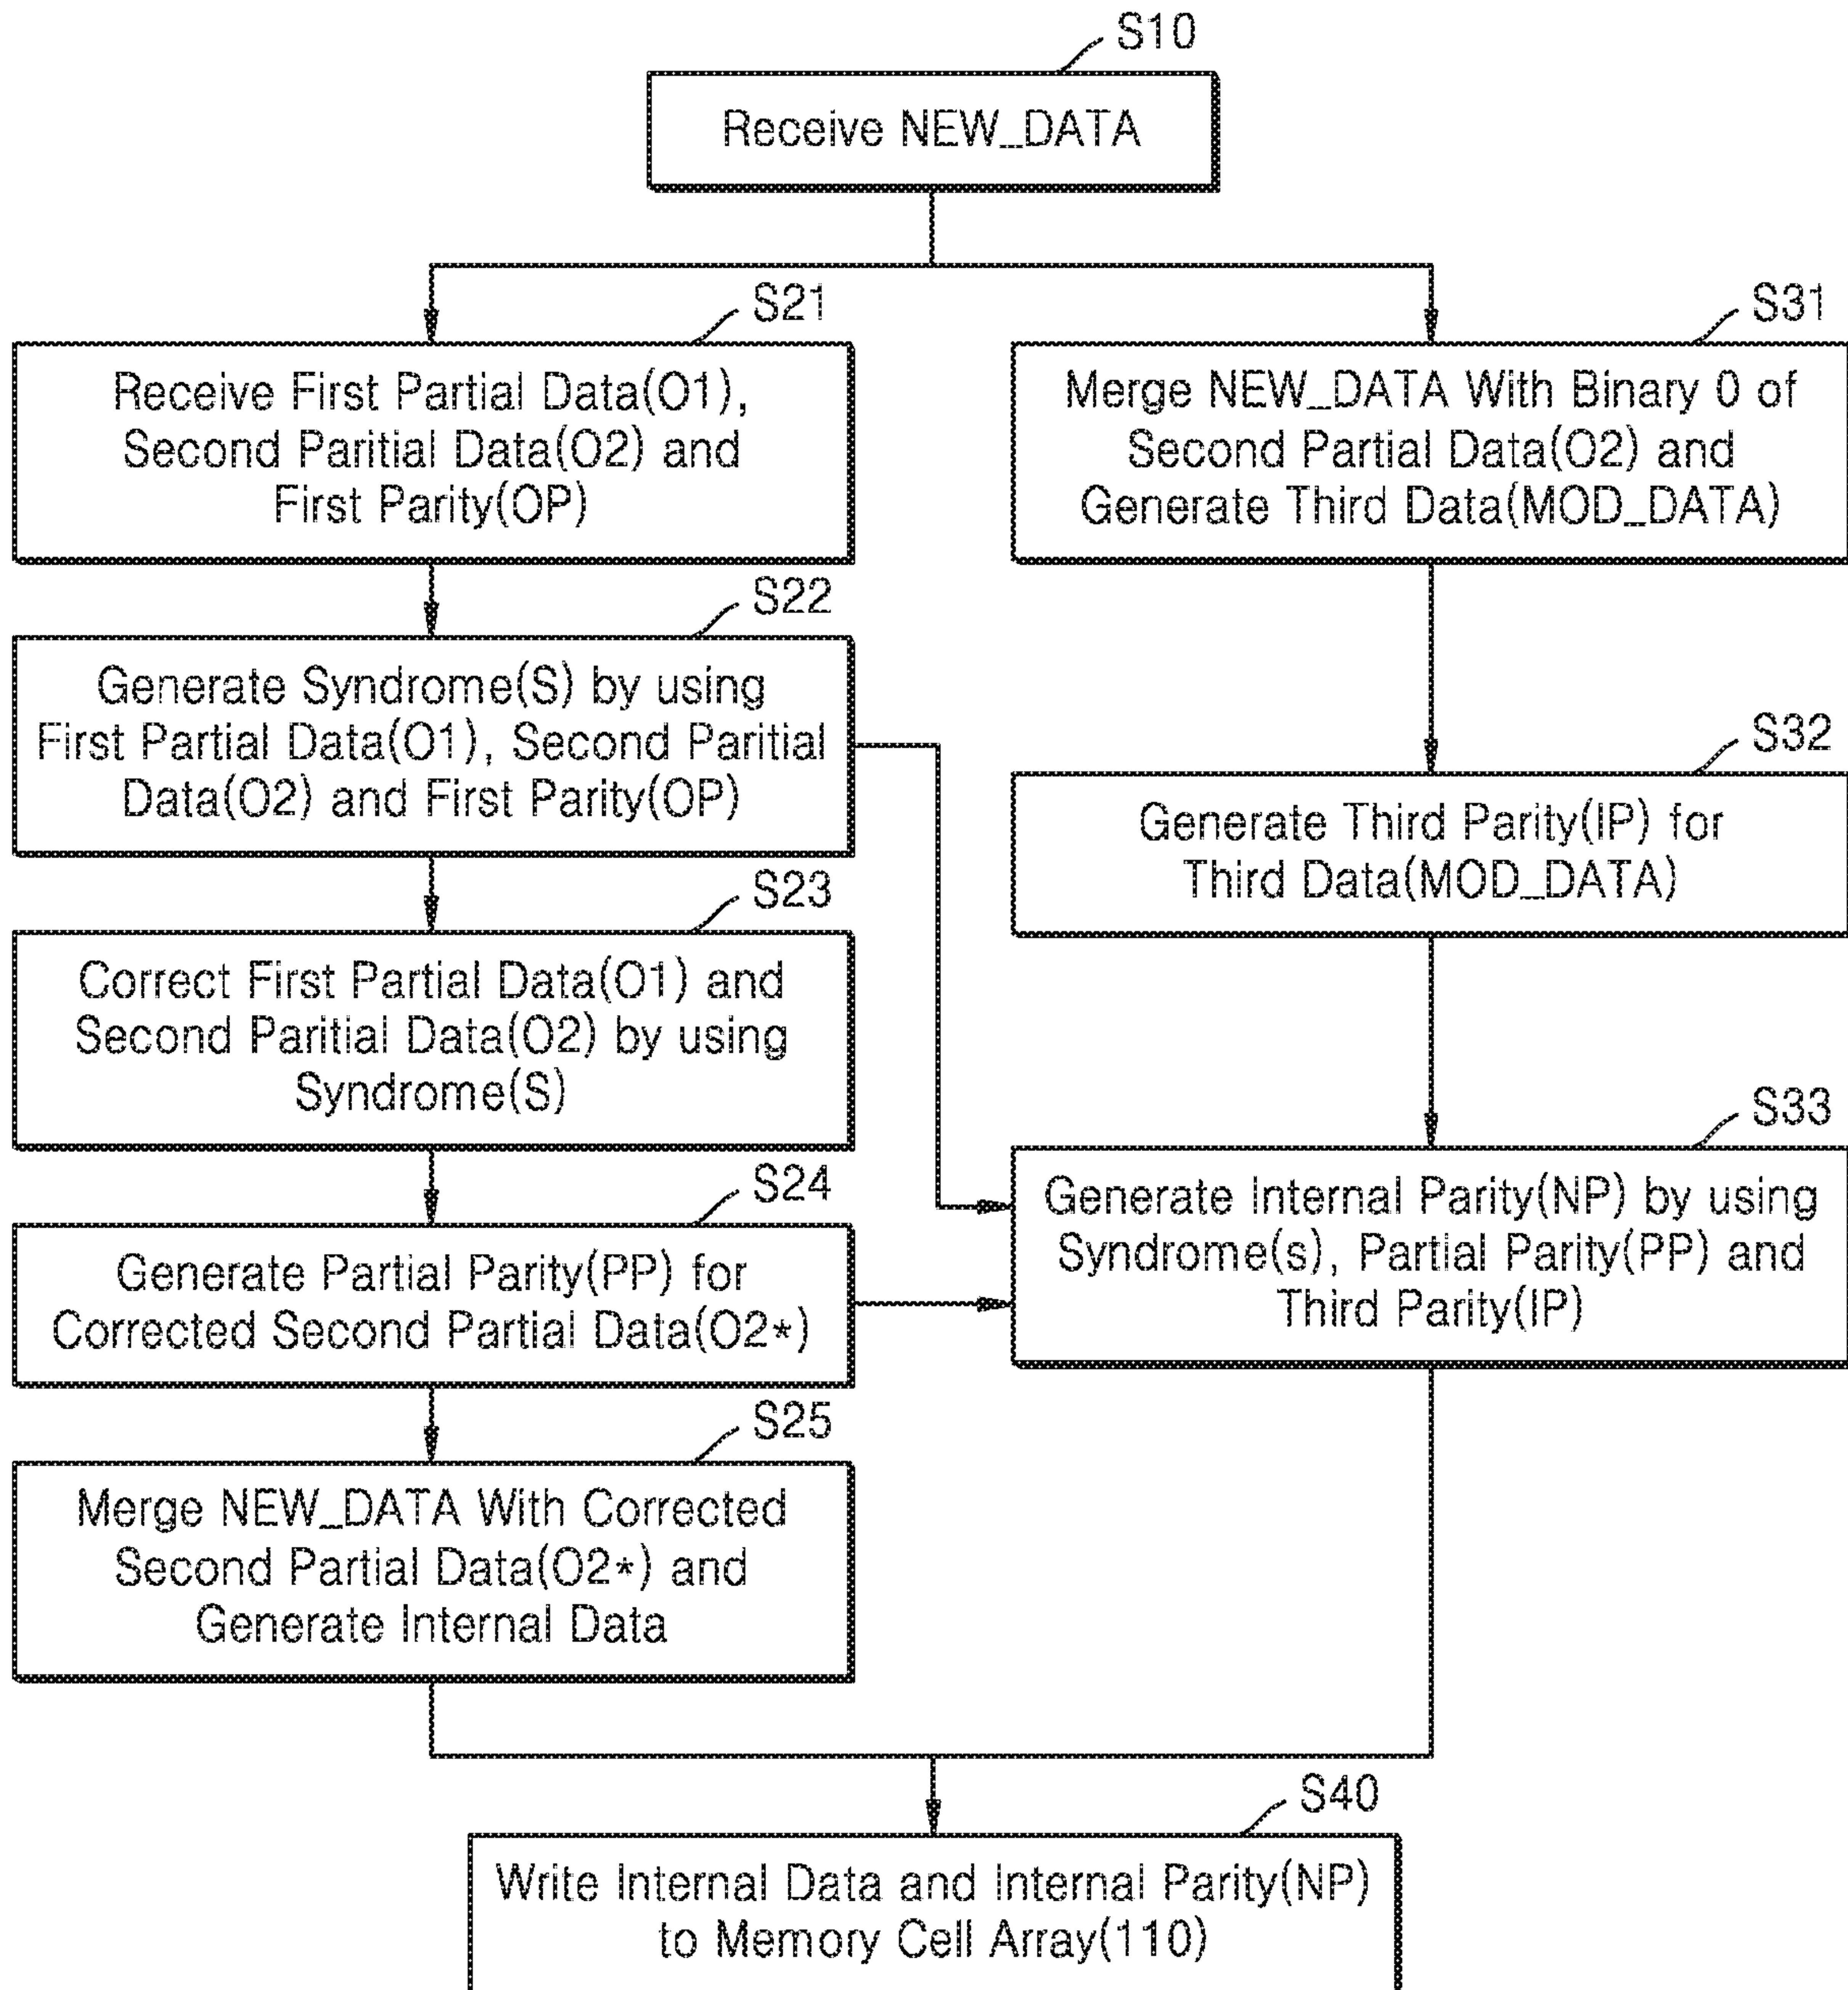 S10
Receive NEW_DATA
S21
Receive First Partial Data(O1),
Second Paritial Data(O2) and
First Parity(OP)
S22
Generate Syndrome(S) by using
First Partial Data(O1), Second Paritial
Data(O2) and First Parity(OP)
S23
Correct First Partial Data(O1) and
Second Paritial Data(O2) by using
Syndrome(S)
S24
Generate Partial Parity(PP) for
Corrected Second Partial Data(O2*)
S25
Merge NEW_DATA With Corrected
Second Partial Data(O2*) and
Generate Internal Data
S31
Merge NEW_DATA With Binary 0 of
Second Partial Data(O2) and
Generate Third Data(MOD_DATA)
S32
Generate Third Parity(IP) for
Third Data(MOD_DATA)
S33
Generate Internal Parity(NP) by using
Syndrome(s), Partial Parity(PP) and
Third Parity(IP)
S40
Write Internal Data and Internal Parity(NP)
to Memory Cell Array(110)